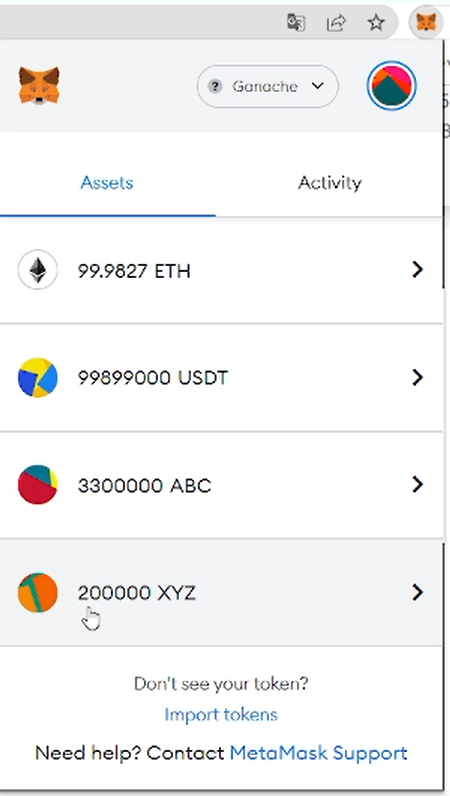 Ganache
Assets
Activity
99.9827 ETH
99899000 USDT
3300000 ABC
200000 XYZ
Don't see your token?
Import tokens
Need help? Contact MetaMask Support